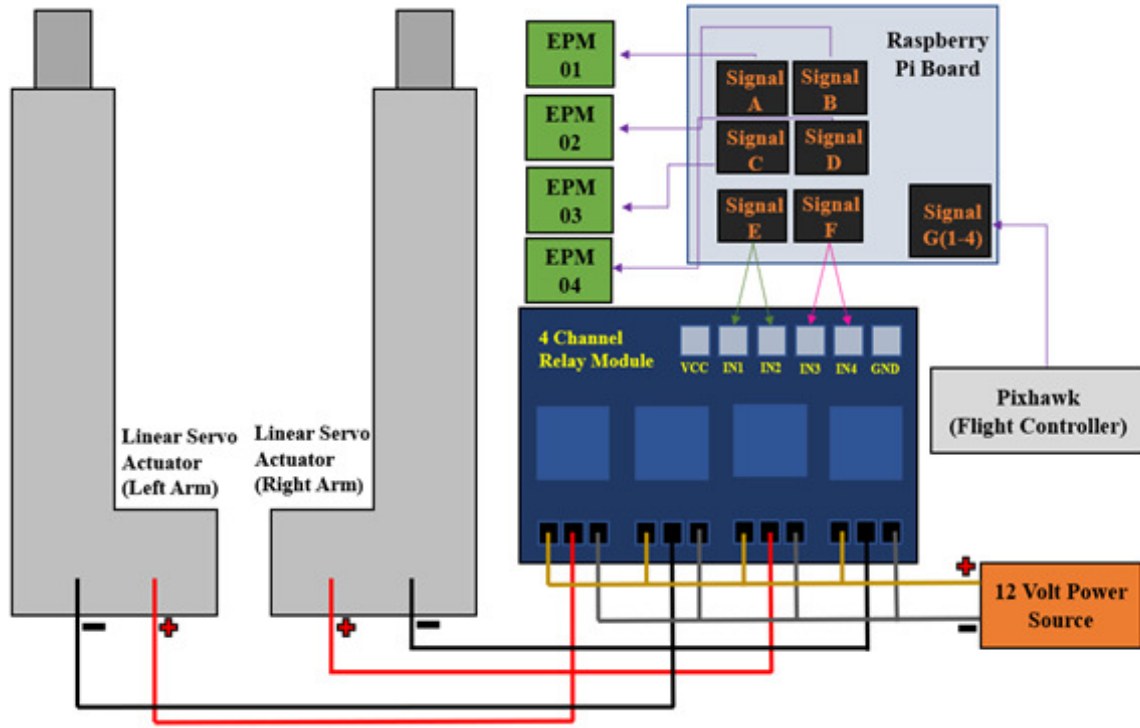 EPM
01
EPM
02
EPM
03
EPM
04
Raspberry
Pi Board
Signal
A
Signal
B
Signal
C
Signal
D
Signal
E
Signal
F
Signal
G(1-4)
4 Channel
Relay Module
VCC
IN1
IN2
IN3
IN4
GND
Pixhawk
(Flight Controller)
Linear Servo
Actuator
(Left Arm)
Linear Servo
Actuator
(Right Arm)
12 Volt Power
Source